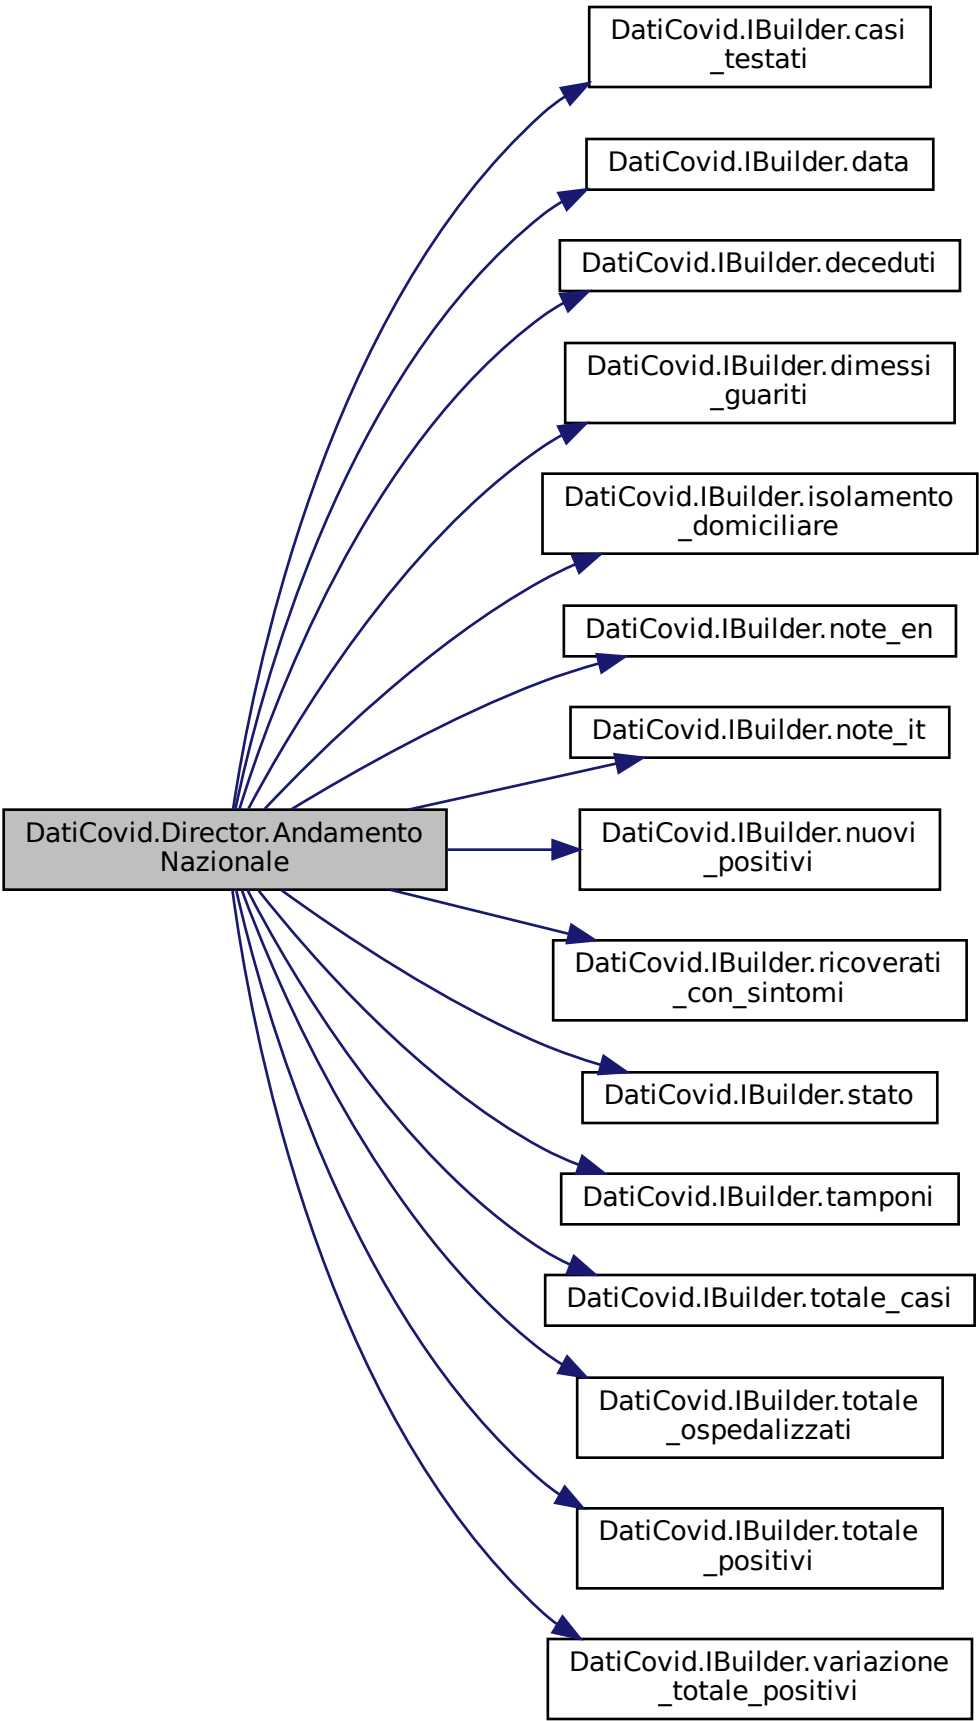 DatiCovid.IBuilder.casi
_testati
DatiCovid.IBuilder.data
DatiCovid.IBuilder.deceduti
DatiCovid.IBuilder.dimessi
_guariti
DatiCovid.IBuilder.isolamento
_domiciliare
DatiCovid.IBuilder.note_en
DatiCovid.IBuilder.note_it
DatiCovid.Director.Andamento
Nazionale
DatiCovid.IBuilder.nuovi
_positivi
DatiCovid.IBuilder.ricoverati
_con_sintomi
DatiCovid.IBuilder.stato
DatiCovid.IBuilder.tamponi
DatiCovid.IBuilder.totale_casi
DatiCovid.IBuilder.totale
_ospedalizzati
DatiCovid.IBuilder.totale
_positivi
DatiCovid.IBuilder.variazione
_totale_positivi